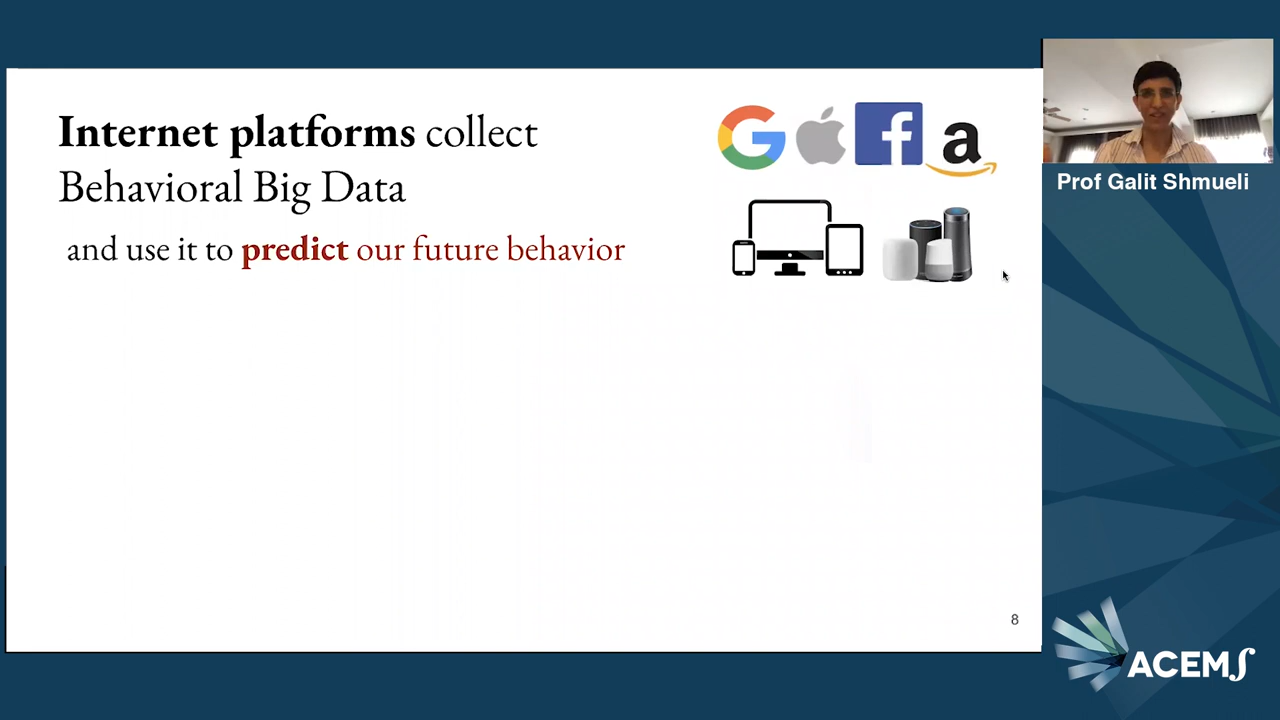 Internet platforms collect
Behavioral Big Data
and use it to predict our future behavior
Prof Galit Shmueli
8
ACEMS